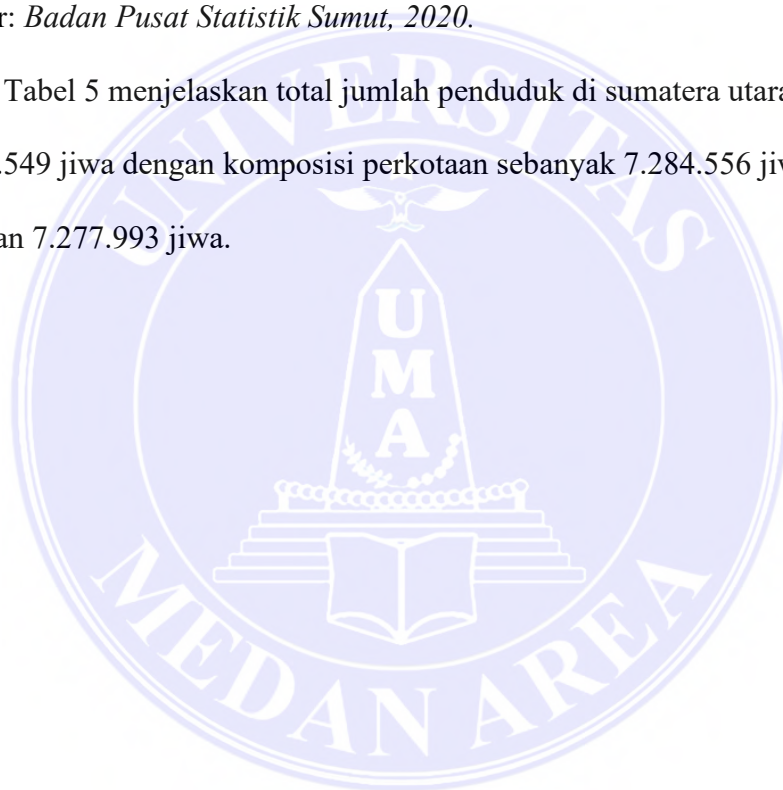 r: Badan Pusat Statistik Sumut, 2020.
Tabel 5 menjelaskan total jumlah penduduk di sumatera utara
.549 jiwa dengan komposisi perkotaan sebanyak 7.284.556 jiw
an 7.277.993 jiwa.
UNIVERSITAS
UMA
MEDAN AREA